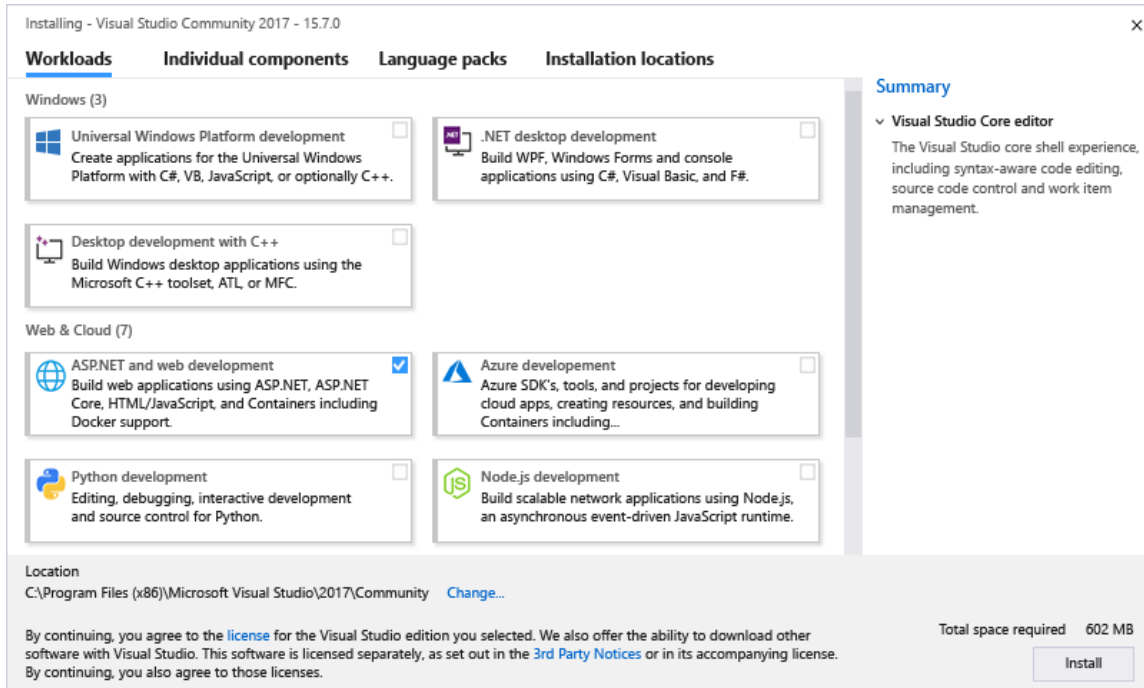 Installing - Visual Studio Community 2017 - 15.7.0
Workloads Individual components Language packs Installation locations
Windows (3)
Universal Windows Platform development
Create applications for the Universal Windows
Platform with C#, VB, JavaScript, or optionally C++.
.NET
.NET desktop development
Build WPF, Windows Forms and console
applications using C#, Visual Basic, and F#.
Desktop development with C++
Build Windows desktop applications using the
Microsoft C++ toolset, ATL, or MFC.
Web & Cloud (7)
ASP.NET and web development
Build web applications using ASP.NET, ASP.NET
Core, HTML/JavaScript, and Containers including
Docker support.
Azure developement
Azure SDK's, tools, and projects for developing
cloud apps, creating resources, and building
Containers including...
Python development
Editing, debugging, interactive development
and source control for Python.
JS
Node.js development
Build scalable network applications using Node.js,
an asynchronous event-driven JavaScript runtime.
Summary
Visual Studio Core editor
The Visual Studio core shell experience,
including syntax-aware code editing,
source code control and work item
management.
Location
C:\Program Files (x86)\Microsoft Visual Studio\2017\Community Change...
By continuing, you agree to the license for the Visual Studio edition you selected. We also offer the ability to download other
software with Visual Studio. This software is licensed separately, as set out in the 3rd Party Notices or in its accompanying license.
By continuing, you also agree to those licenses.
Total space required 602 MB
Install